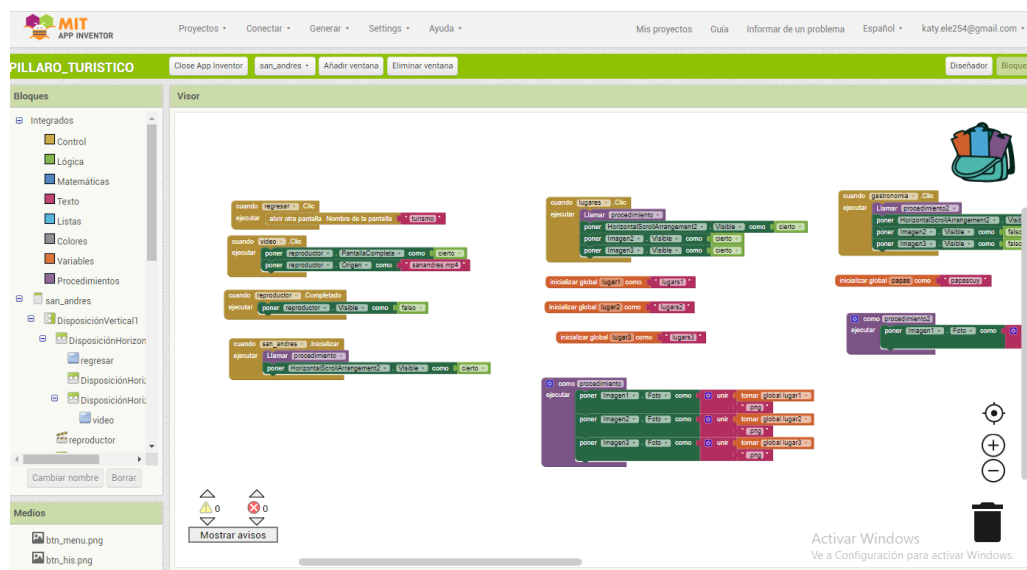 MIT
APP INVENTOR
Proyectos
Conectar
Generar
Settings
Ayuda
Mis proyectos
Guía
Informar de un problema
Español
katy.ele254@gmail.com
PILLARO_TURISTICO
Close App Inventor
san_andres
Añadir ventana
Eliminar ventana
Diseñador
Bloque
Bloques
Visor
Integrados
Control
Lógica
Matemáticas
Texto
Listas
Colores
Variables
Procedimientos
san_andres
DisposiciónVertical1
DisposiciónHorizon
regresar
DisposiciónHori
DisposiciónHori
video
reproductor
Cambiar nombre
Borrar
Medios
btn_menu.png
btn_his.png
cuando regresar .Clic
ejecutar abrir otra pantalla Nombre de la pantalla " turismo "
cuando video .Clic
ejecutar poner reproductor . PantallaCompleta como cierto
poner reproductor . Origen como " sanandres.mp4 "
cuando reproductor .Completado
ejecutar poner reproductor . Visible como falso
cuando san_andres .Inicializar
ejecutar Llamar procedimiento
poner HorizontalScrollArrangement2 . Visible como cierto
cuando lugares .Clic
ejecutar Llamar procedimiento
poner HorizontalScrollArrangement2 . Visible como cierto
poner Imagen2 . Visible como cierto
poner Imagen3 . Visible como cierto
inicializar global lugar1 como " lugars1 "
inicializar global lugar2 como " lugars2 "
inicializar global lugar3 como " lugars3 "
como procedimiento
ejecutar poner Imagen1 . Foto como unir tomar global lugar1
" .png "
poner Imagen2 . Foto como unir tomar global lugar2
" .png "
poner Imagen3 . Foto como unir tomar global lugar3
" .png "
cuando gastronomia .Clic
ejecutar Llamar procedimiento2
poner HorizontalScrollArrangement2 . Visib
poner Imagen2 . Visible como falso
poner Imagen3 . Visible como falso
inicializar global papas como " papascuy "
como procedimiento2
ejecutar poner Imagen1 . Foto como
0
0
Mostrar avisos
Activar Windows
Ve a Configuración para activar Windows.